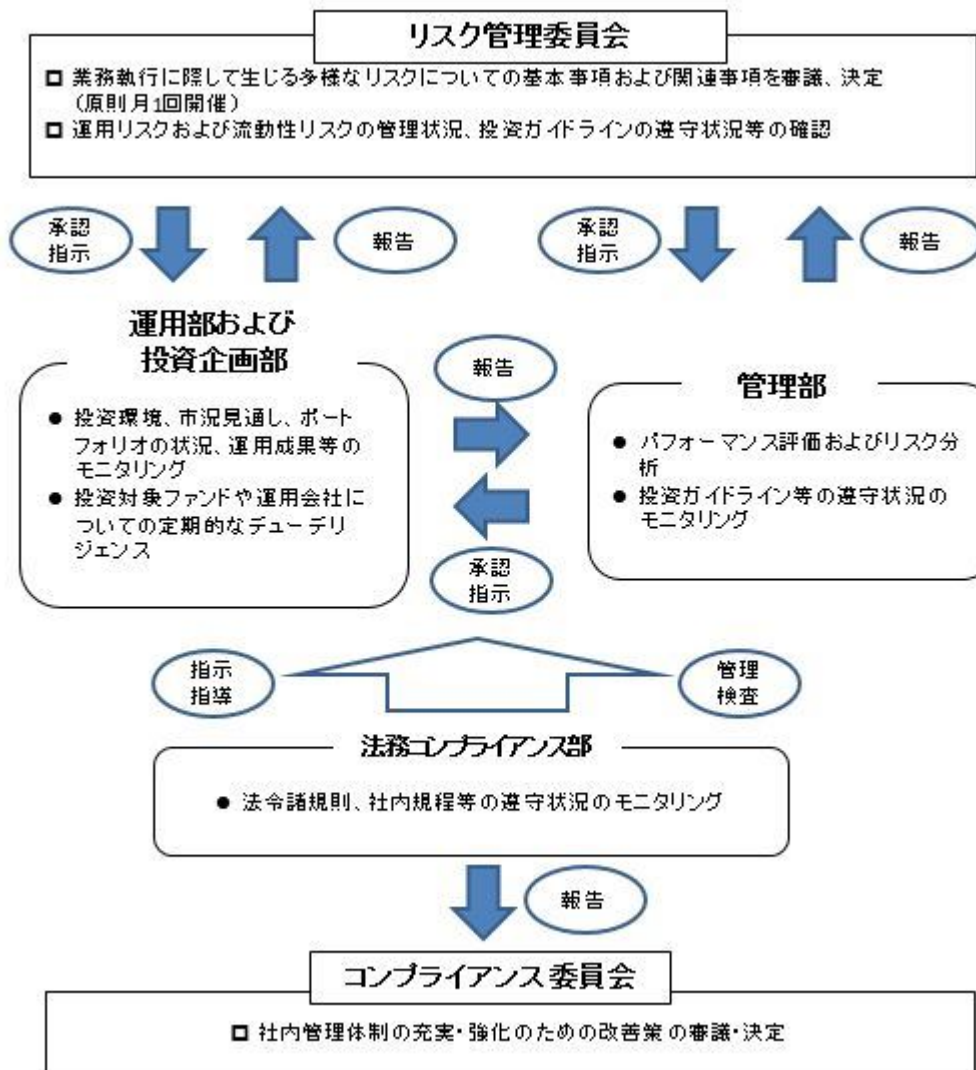 リスク管理委員会
□ 業務執行に際して生じる多様なリスクについての基本事項および関連事項を審議、決定
（原則月1回開催）
□ 運用リスクおよび流動性リスクの管理状況、投資ガイドラインの遵守状況等の確認
承認
指示
報告
承認
指示
報告
運用部および
投資企画部
● 投資環境、市況見通し、ポート
フォリオの状況、運用成果等の
モニタリング
● 投資対象ファンドや運用会社に
ついての定期的なデューデリ
ジェンス
報告
承認
指示
管理部
● パフォーマンス評価およびリスク分
析
● 投資ガイドライン等の遵守状況の
モニタリング
指示
指導
管理
検査
法務コンプライアンス部
● 法令諸規則、社内規程等の遵守状況のモニタリング
報告
コンプライアンス委員会
□ 社内管理体制の充実・強化のための改善策の審議・決定